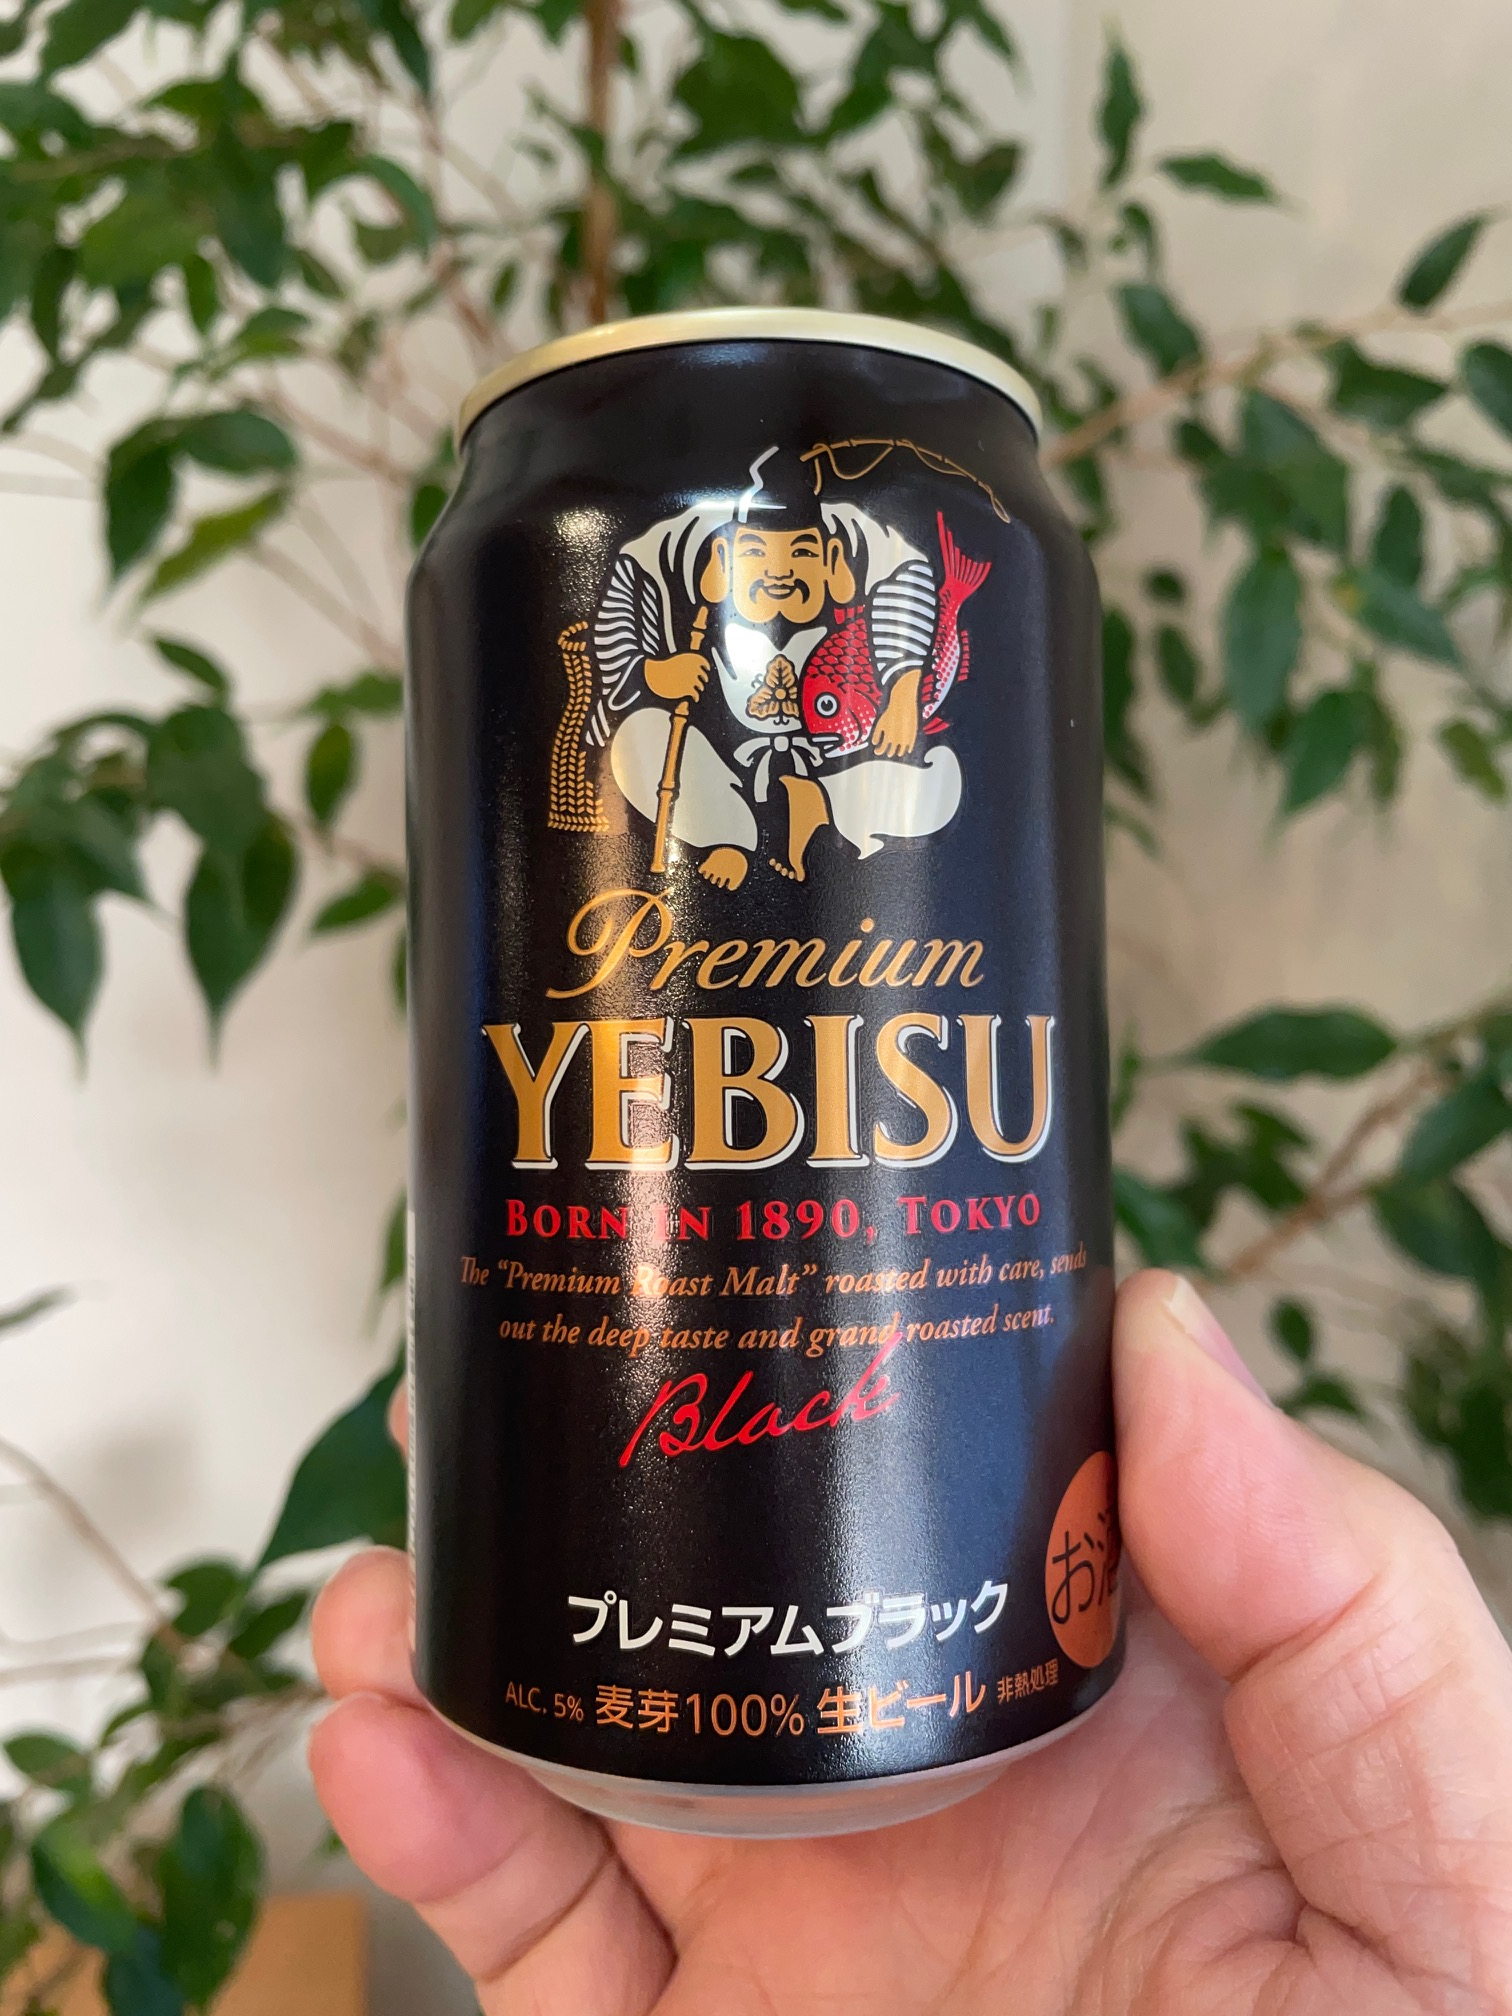 Premium
YEBISU
BORN IN 1890, TOKYO
The “Premium Roast Malt” roasted with care, sends
out the deep taste and grand roasted scent.
Black
お酒
プレミアムブラック
ALC. 5% 麦芽100% 生ビール 非熱処理